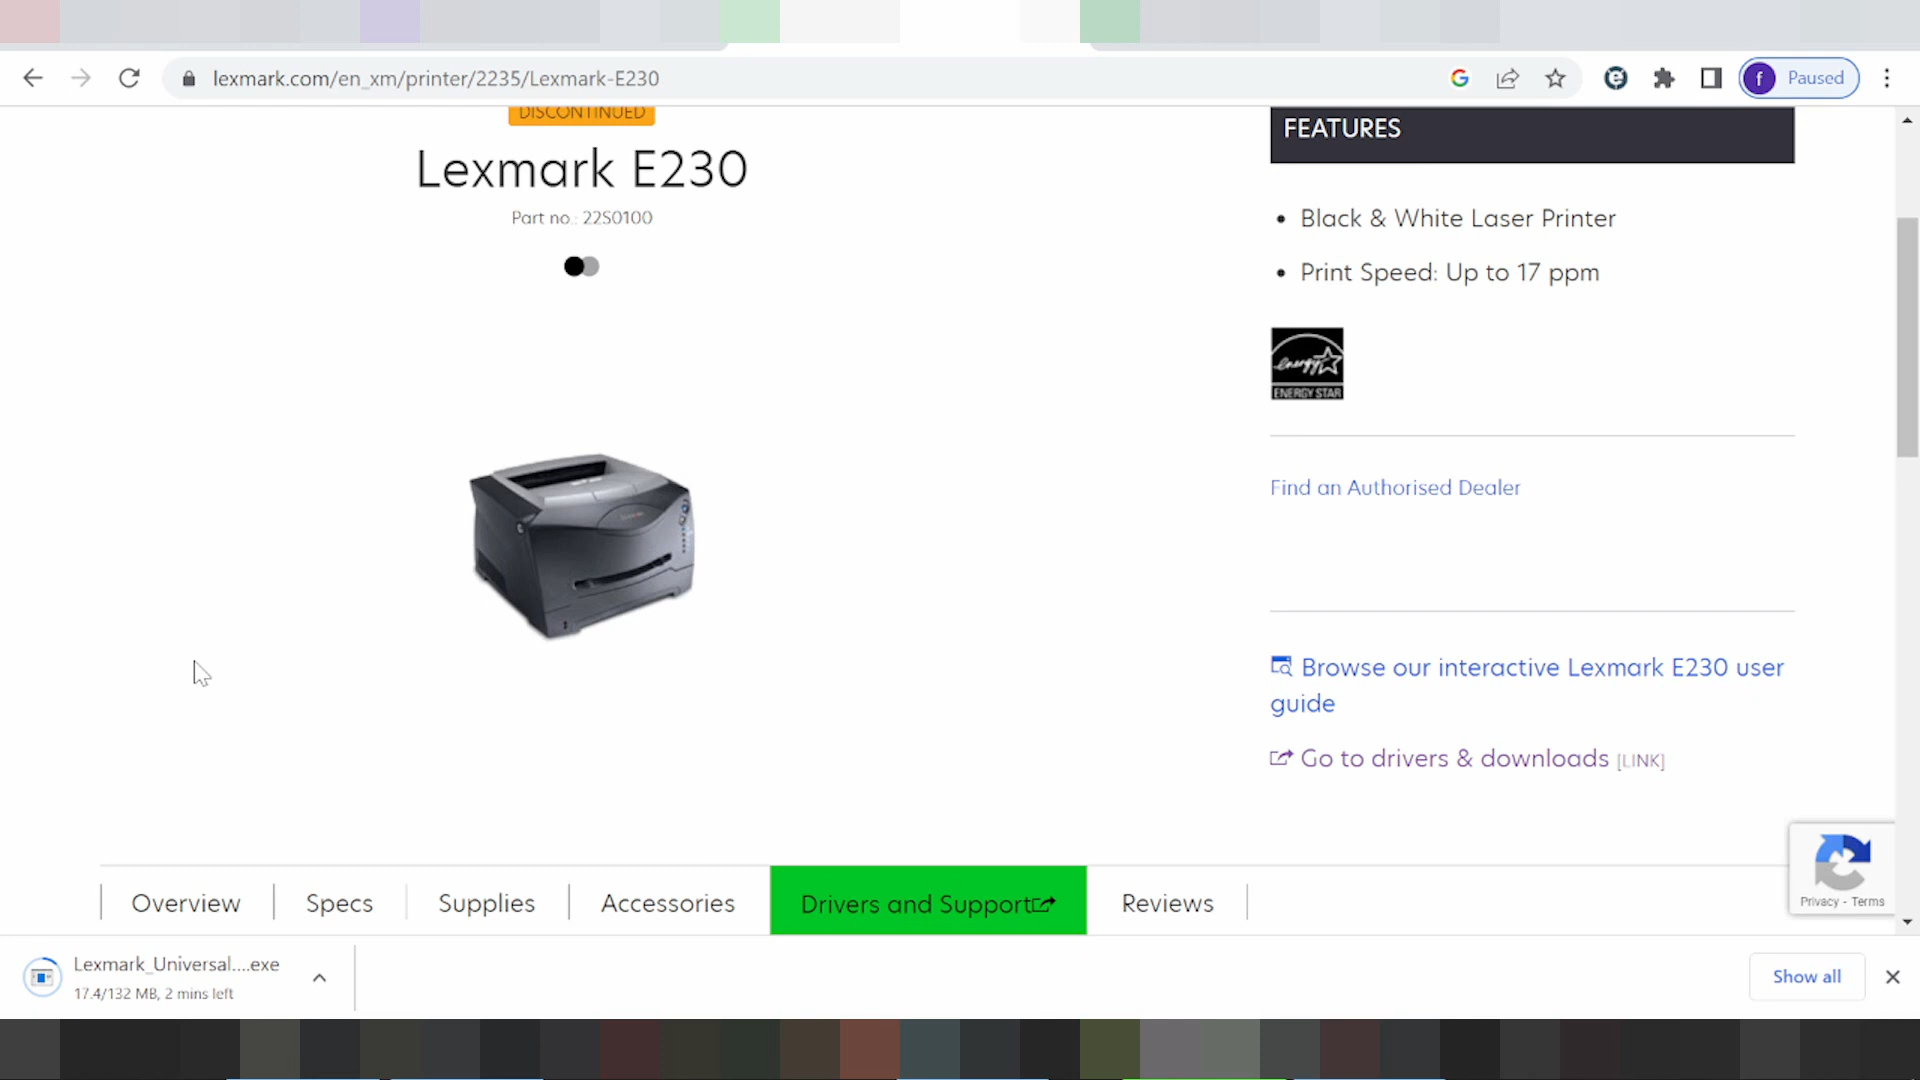 lexmark.com/en_xm/printer/2235/Lexmark-E230
f Paused
DISCONTINUED
Lexmark E230
Part no.: 22S0100
FEATURES
• Black & White Laser Printer
• Print Speed: Up to 17 ppm
energy
ENERGY STAR
Find an Authorised Dealer
Browse our interactive Lexmark E230 user
guide
Go to drivers & downloads [LINK]
Privacy - Terms
Overview
Specs
Supplies
Accessories
Drivers and Support
Reviews
Lexmark_Universal....exe
17.4/132 MB, 2 mins left
Show all